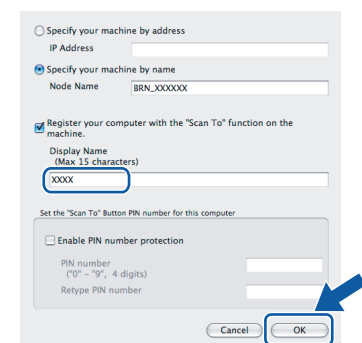 Specify your machine by address
IP Address
Specify your machine by name
Node Name BRN_XXXXXX
Register your computer with the "Scan To" function on the
machine.
Display Name
(Max 15 characters)
XXXX
Set the "Scan To" Button PIN number for this computer
Enable PIN number protection
PIN number
("0" – "9", 4 digits)
Retype PIN number
Cancel OK